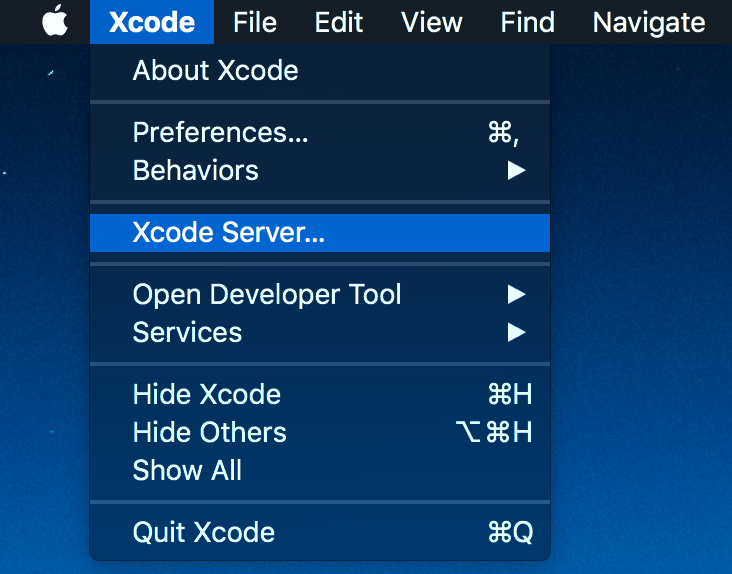 Xcode File Edit View Find Navigate
About Xcode
Preferences... ⌘,
Behaviors ▶
Xcode Server...
Open Developer Tool ▶
Services ▶
Hide Xcode ⌘H
Hide Others ⌥⌘H
Show All
Quit Xcode ⌘Q